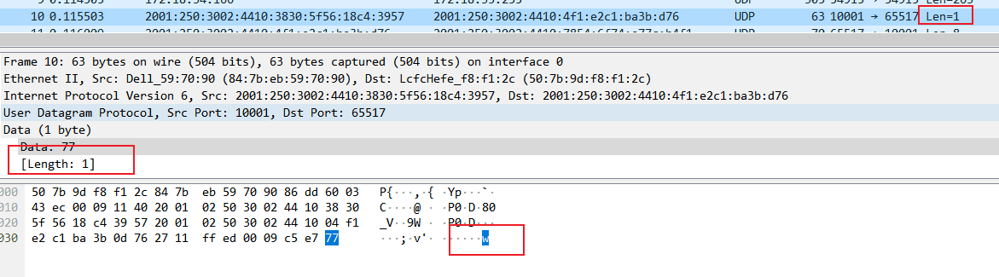 10 0.115503 2001:250:3002:4410:3830:5f56:18c4:3957 2001:250:3002:4410:4f1:e2c1:ba3b:d76 UDP 63 10001 → 65517 Len=1
Frame 10: 63 bytes on wire (504 bits), 63 bytes captured (504 bits) on interface 0
Ethernet II, Src: Dell_59:70:90 (84:7b:eb:59:70:90), Dst: LcfcHefe_f8:f1:2c (50:7b:9d:f8:f1:2c)
Internet Protocol Version 6, Src: 2001:250:3002:4410:3830:5f56:18c4:3957, Dst: 2001:250:3002:4410:4f1:e2c1:ba3b:d76
User Datagram Protocol, Src Port: 10001, Dst Port: 65517
Data (1 byte)
Data: 77
[Length: 1]
000 50 7b 9d f8 f1 2c 84 7b eb 59 70 90 86 dd 60 03 P{···,·{ ·Yp···`·
010 43 ec 00 09 11 40 20 01 02 50 30 02 44 10 38 30 C····@ · ·P0·D·80
020 5f 56 18 c4 39 57 20 01 02 50 30 02 44 10 04 f1 _V··9W · ·P0·D···
030 e2 c1 ba 3b 0d 76 27 11 ff ed 00 09 c5 e7 77 ···;·v'· ······w